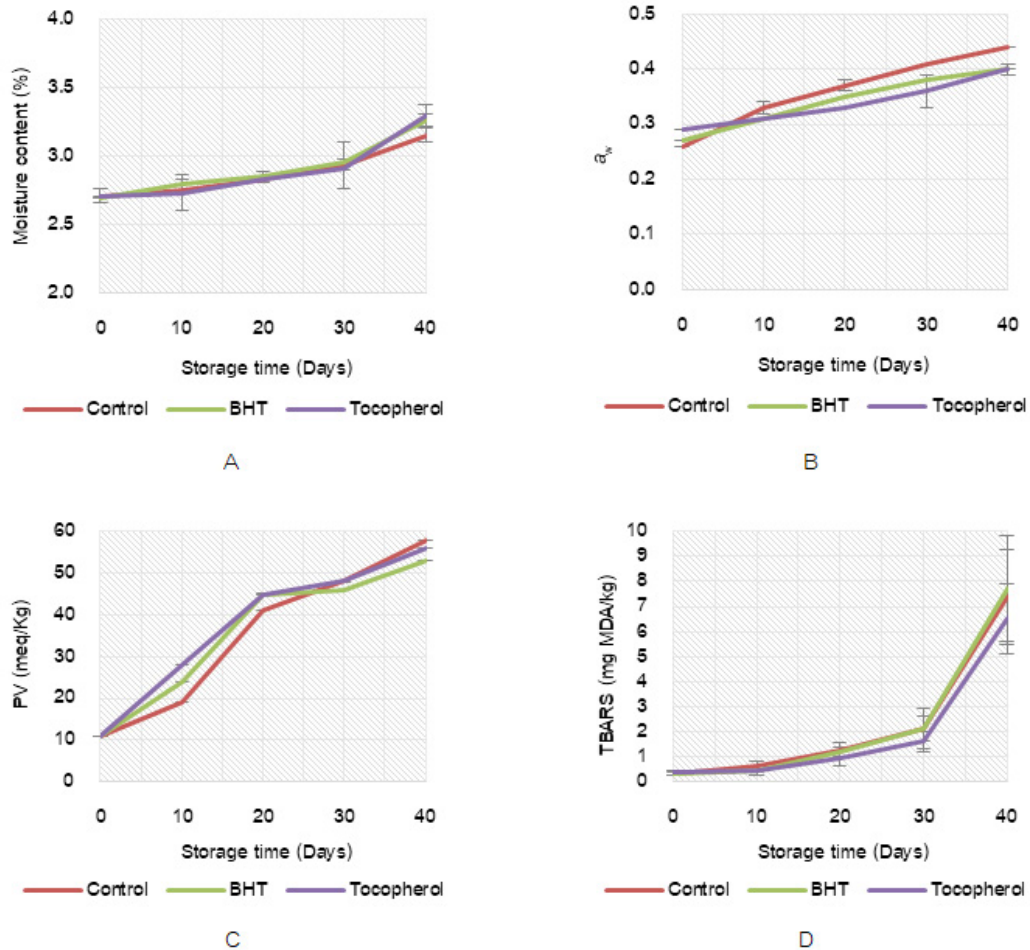 Moisture content (%)
4.0
3.5
3.0
2.5
2.0
0 10 20 30 40
Storage time (Days)
Control BHT Tocopherol
A
a_w
0.5
0.4
0.3
0.2
0.1
0.0
0 10 20 30 40
Storage time (Days)
Control BHT Tocopherol
B
PV (meq/Kg)
60
50
40
30
20
10
0
0 10 20 30 40
Storage time (Days)
Control BHT Tocopherol
C
TBARS (mg MDA/kg)
10
9
8
7
6
5
4
3
2
1
0
0 10 20 30 40
Storage time (Days)
Control BHT Tocopherol
D